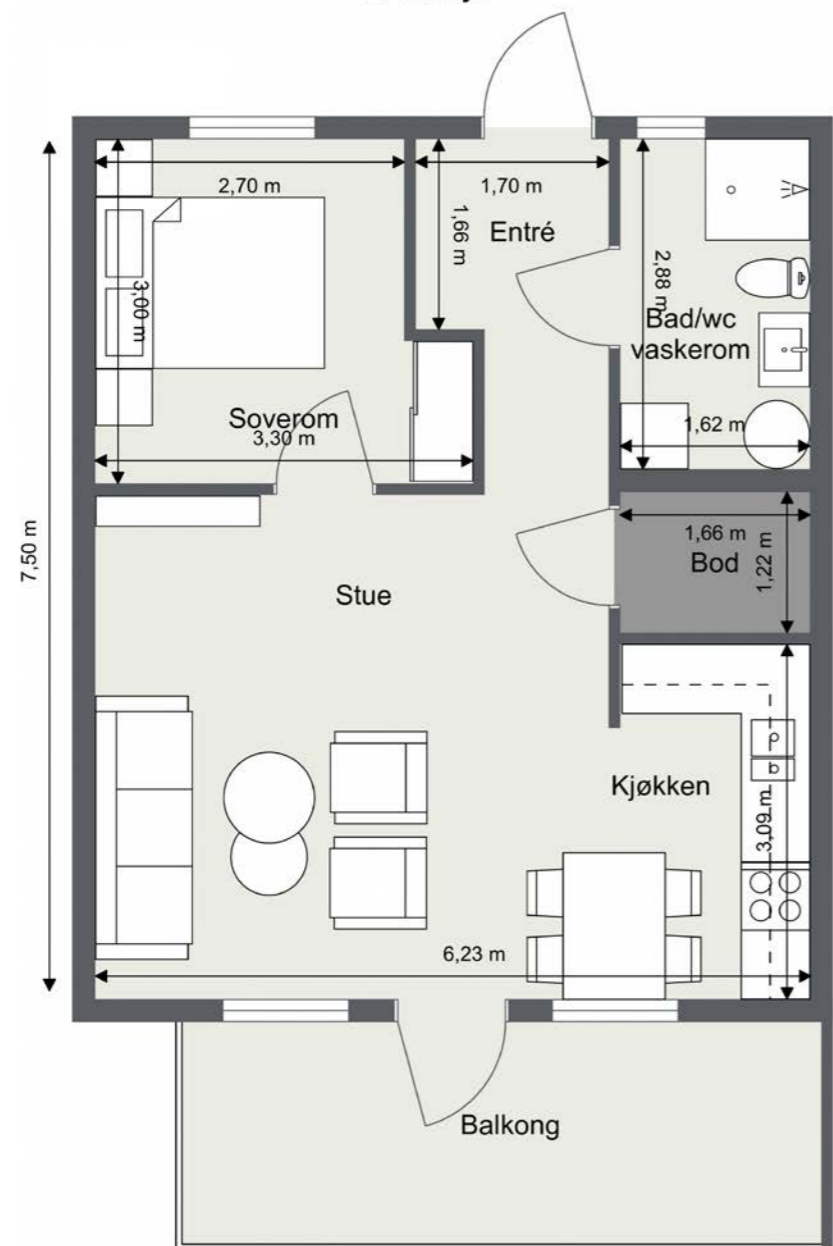 2,70 m
1,70 m
1,66 m
Entré
3,00 m
2,88 m
Bad/wc
vaskerom
Soverom
3,30 m
1,62 m
7,50 m
1,66 m
Bod
1,22 m
Stue
Kjøkken
3,09 m
6,23 m
Balkong